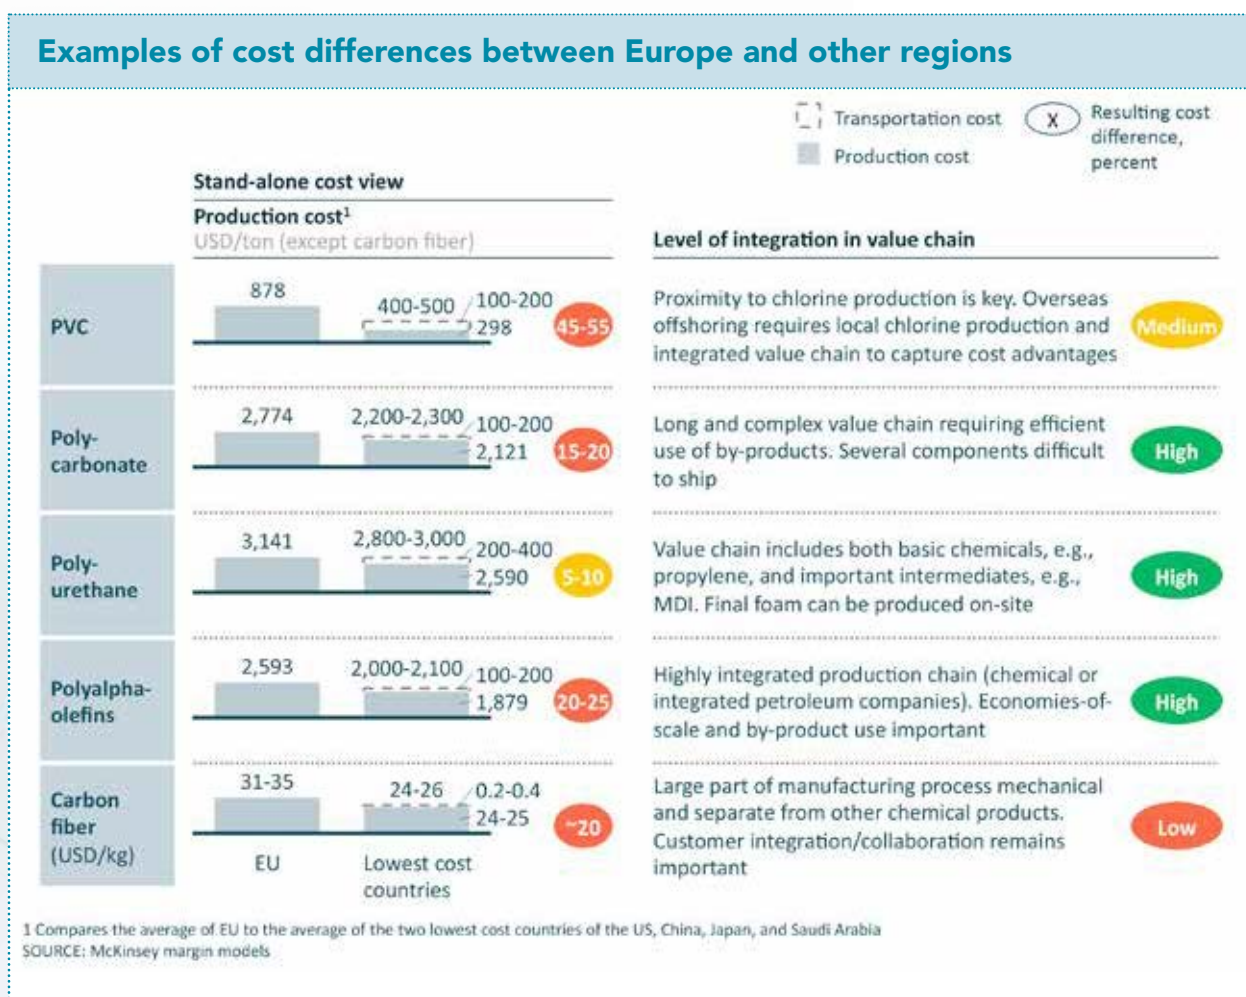 Examples of cost differences between Europe and other regions
Transportation cost
Production cost
X
Resulting cost
difference,
percent
Stand-alone cost view
Production cost¹
USD/ton (except carbon fiber)
Level of integration in value chain
PVC
878
400-500
100-200
298
45-55
Proximity to chlorine production is key. Overseas
offshoring requires local chlorine production and
integrated value chain to capture cost advantages
Medium
Poly-
carbonate
2,774
2,200-2,300
100-200
2,121
15-20
Long and complex value chain requiring efficient
use of by-products. Several components difficult
to ship
High
Poly-
urethane
3,141
2,800-3,000
200-400
2,590
5-10
Value chain includes both basic chemicals, e.g.,
propylene, and important intermediates, e.g.,
MDI. Final foam can be produced on-site
High
Polyalpha-
olefins
2,593
2,000-2,100
100-200
1,879
20-25
Highly integrated production chain (chemical or
integrated petroleum companies). Economies-of-
scale and by-product use important
High
Carbon
fiber
(USD/kg)
31-35
24-26
0.2-0.4
24-25
~20
Large part of manufacturing process mechanical
and separate from other chemical products.
Customer integration/collaboration remains
important
Low
EU
Lowest cost
countries
1 Compares the average of EU to the average of the two lowest cost countries of the US, China, Japan, and Saudi Arabia
SOURCE: McKinsey margin models